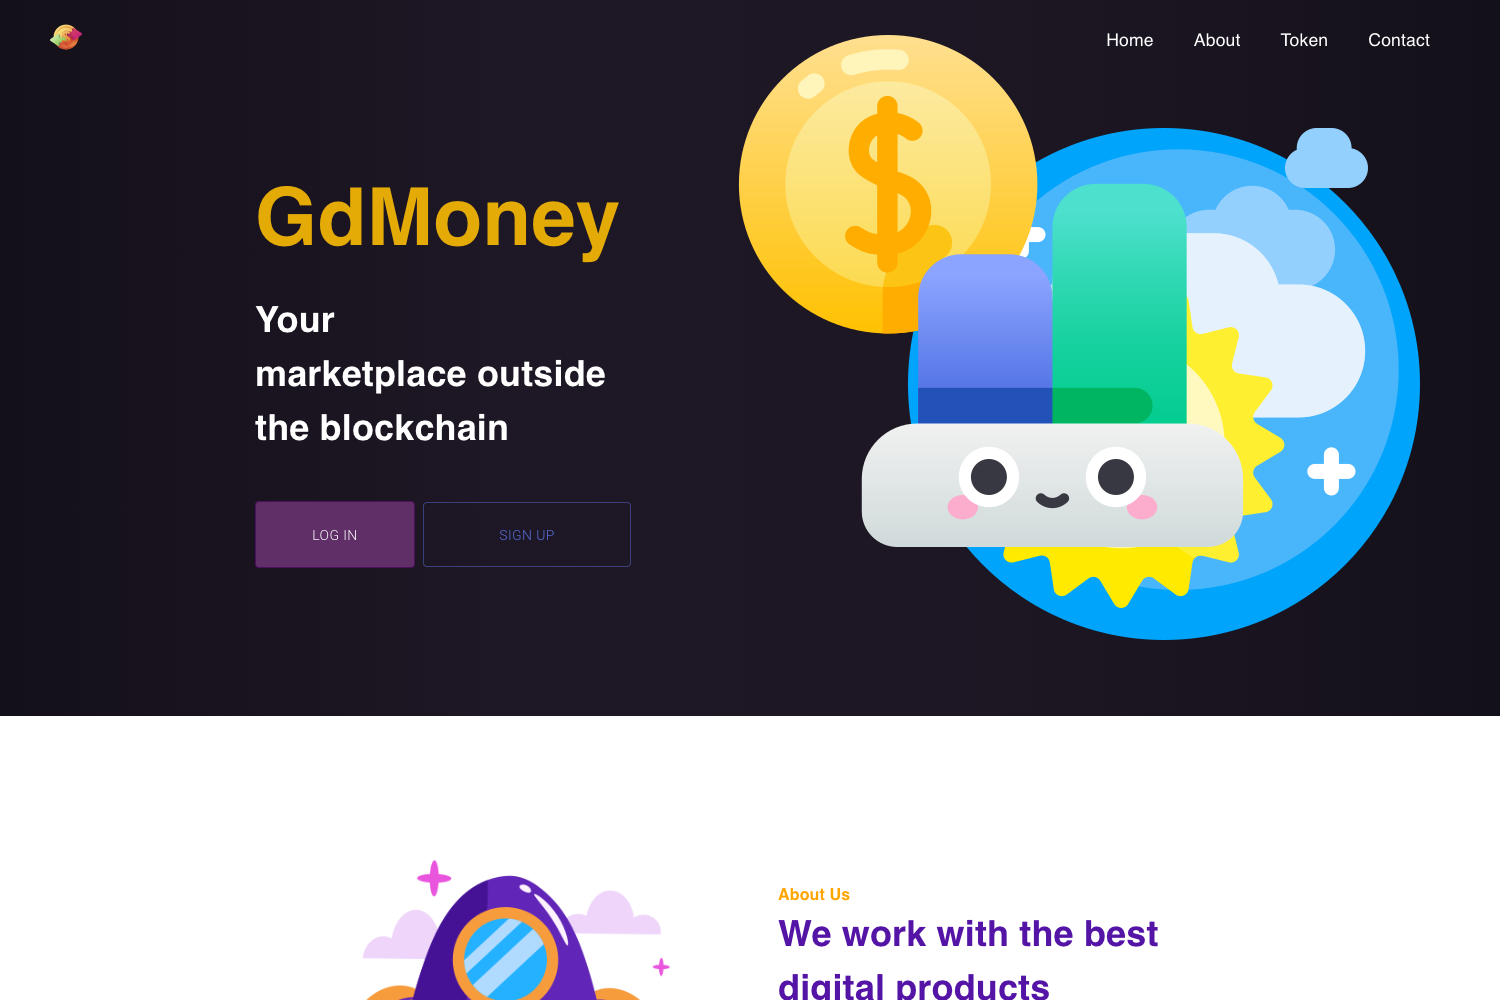 Home About Token Contact
GdMoney
Your
marketplace outside
the blockchain
LOG IN SIGN UP
About Us
We work with the best
digital products